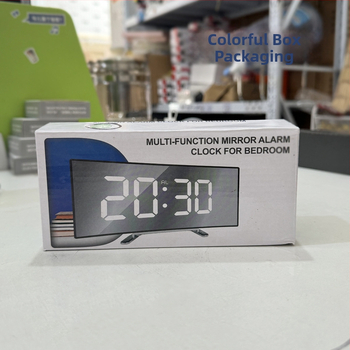 Colorful Box
Packaging
MULTI-FUNCTION MIRROR ALARM
CLOCK FOR BEDROOM
20:30